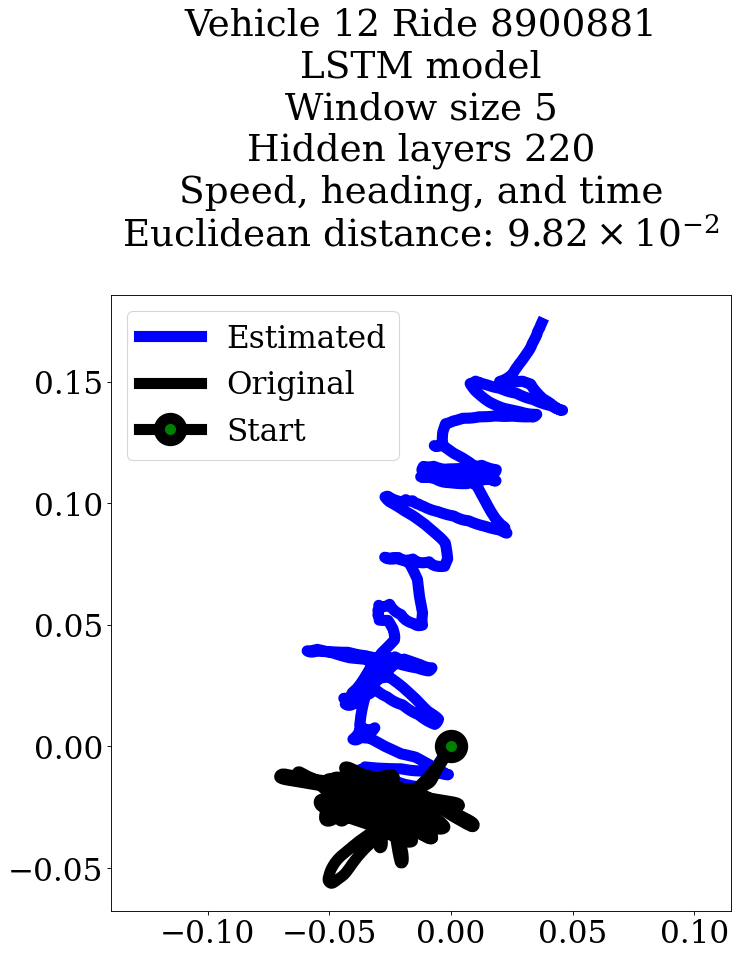 Vehicle 12 Ride 8900881
LSTM model
Window size 5
Hidden layers 220
Speed, heading, and time
Euclidean distance: 9.82 × 10⁻²
Estimated
Original
Start
0.15
0.10
0.05
0.00
−0.05
−0.10 −0.05 0.00 0.05 0.10